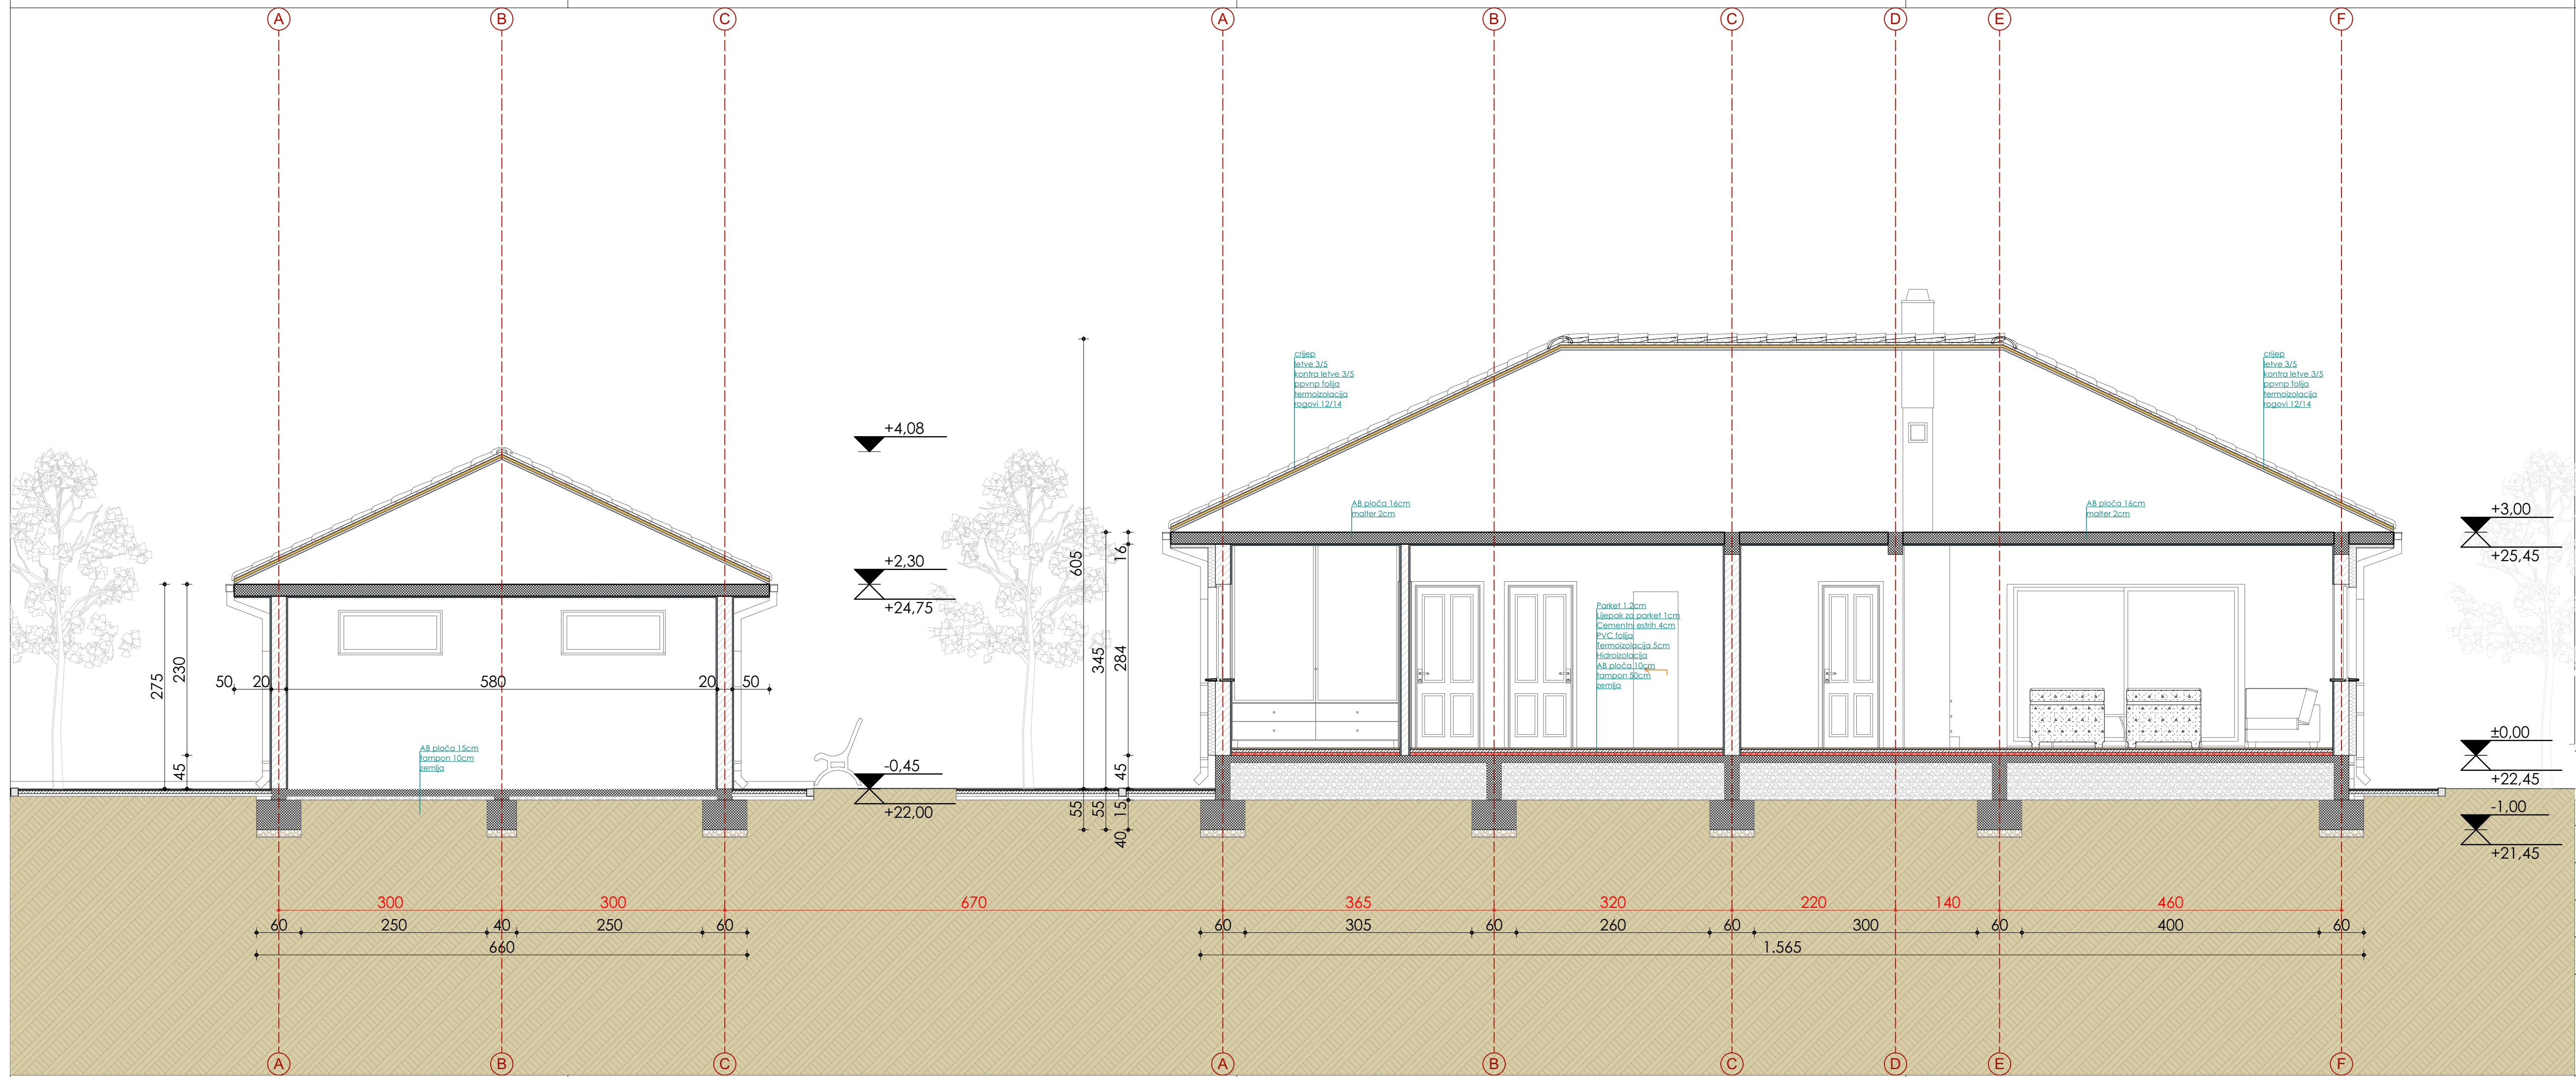 A
B
C
A
B
C
D
E
F
crijep
letve 3/5
kontra letve 3/5
ppvnp folija
termoizolacija
rogovi 12/14
crijep
letve 3/5
kontra letve 3/5
ppvnp folija
termoizolacija
rogovi 12/14
+4,08
AB ploča 16cm
malter 2cm
AB ploča 16cm
malter 2cm
+3,00
+25,45
+2,30
+24,75
605
345
16
284
45
55
55
15
40
Parket 1.2cm
Lijepak za parket 1cm
Cementni estrih 4cm
PVC folija
Termoizolacija 5cm
Hidroizolacija
AB ploča 10cm
tampon 50cm
zemlja
275
230
45
50
20
580
20
50
AB ploča 15cm
tampon 10cm
zemlja
-0,45
+22,00
±0,00
+22,45
-1,00
+21,45
300
300
670
365
320
220
140
460
60
250
40
250
60
60
305
60
260
60
300
60
400
60
660
1.565
A
B
C
A
B
C
D
E
F